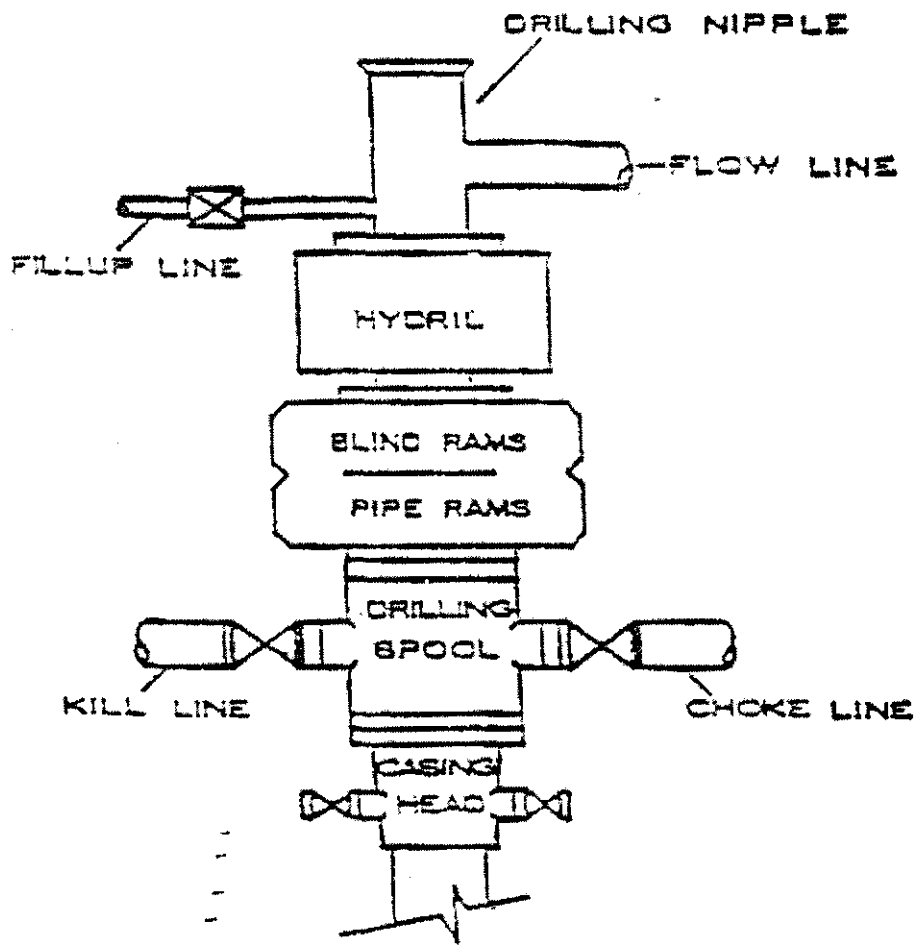 DRILLING NIPPLE
FLOW LINE
FILLUP LINE
HYDRIL
BLIND RAMS
PIPE RAMS
DRILLING
SPOOL
KILL LINE
CHOKE LINE
CASING
HEAD